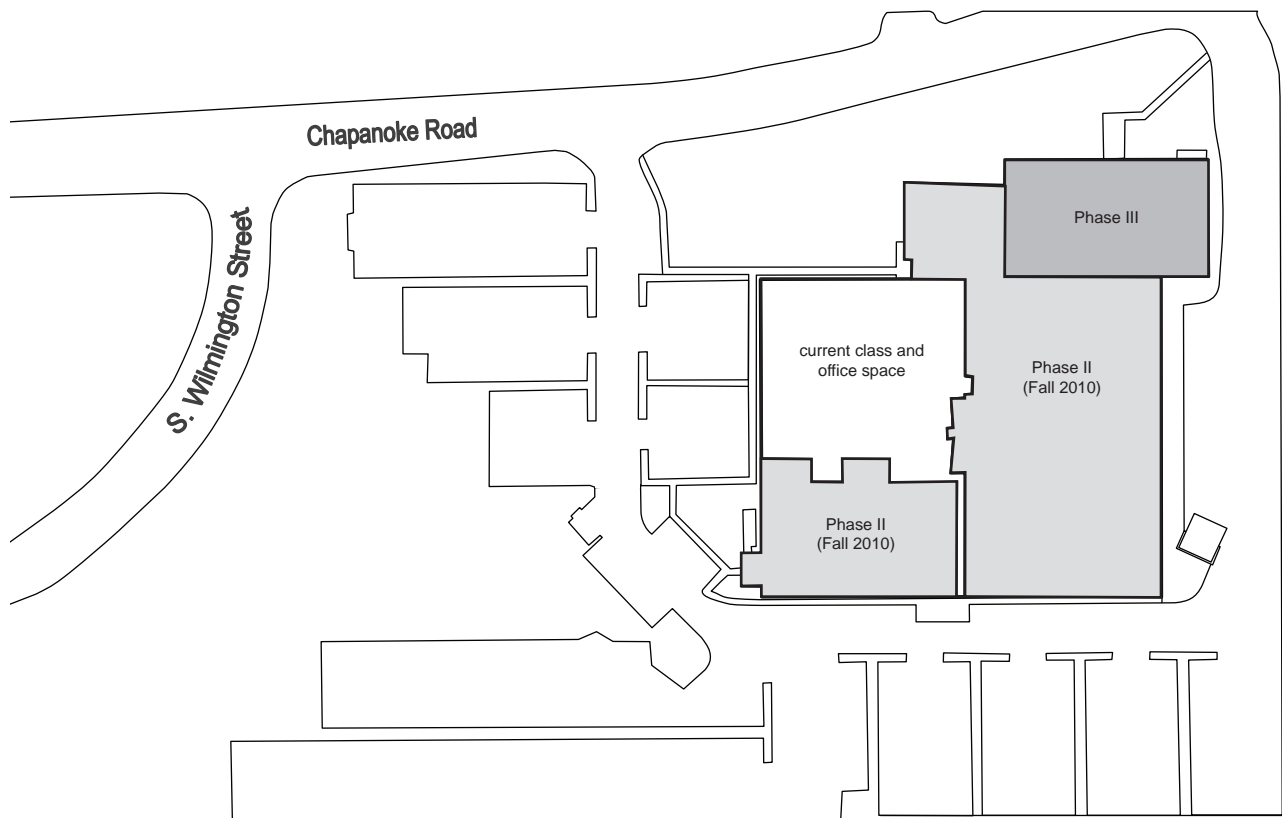 Chapanoke Road
S. Wilmington Street
Phase III
current class and
office space
Phase II
(Fall 2010)
Phase II
(Fall 2010)